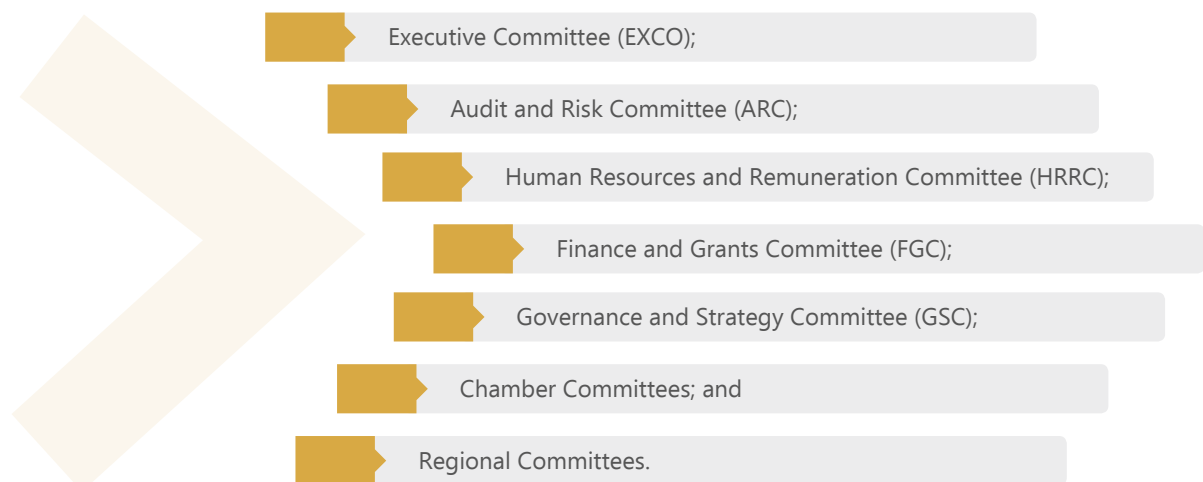 Executive Committee (EXCO);
Audit and Risk Committee (ARC);
Human Resources and Remuneration Committee (HRRC);
Finance and Grants Committee (FGC);
Governance and Strategy Committee (GSC);
Chamber Committees; and
Regional Committees.